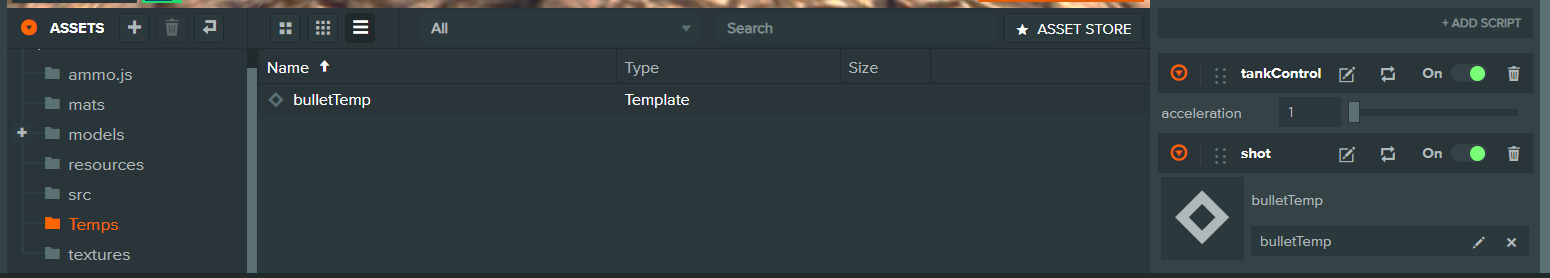 ASSETS
All
Search
ASSET STORE
ammo.js
mats
models
resources
src
Temps
textures
Name
Type
Size
bulletTemp
Template
+ ADD SCRIPT
tankControl
On
acceleration
1
shot
On
bulletTemp
bulletTemp